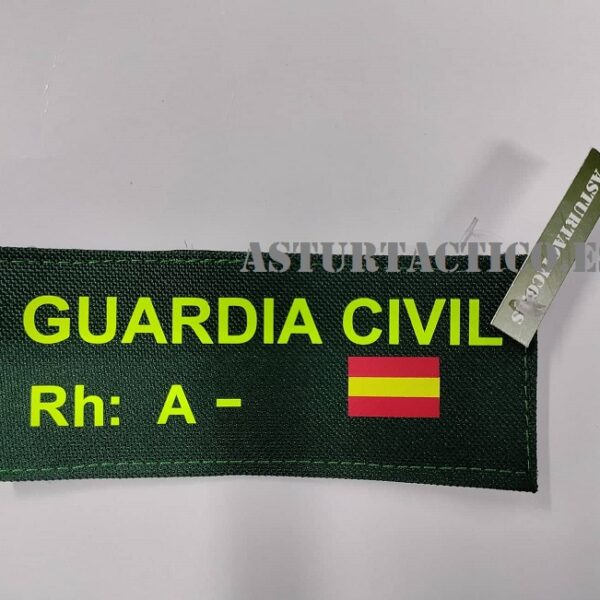 ASTURTACTICO.ES
GUARDIA CIVIL
Rh: A -